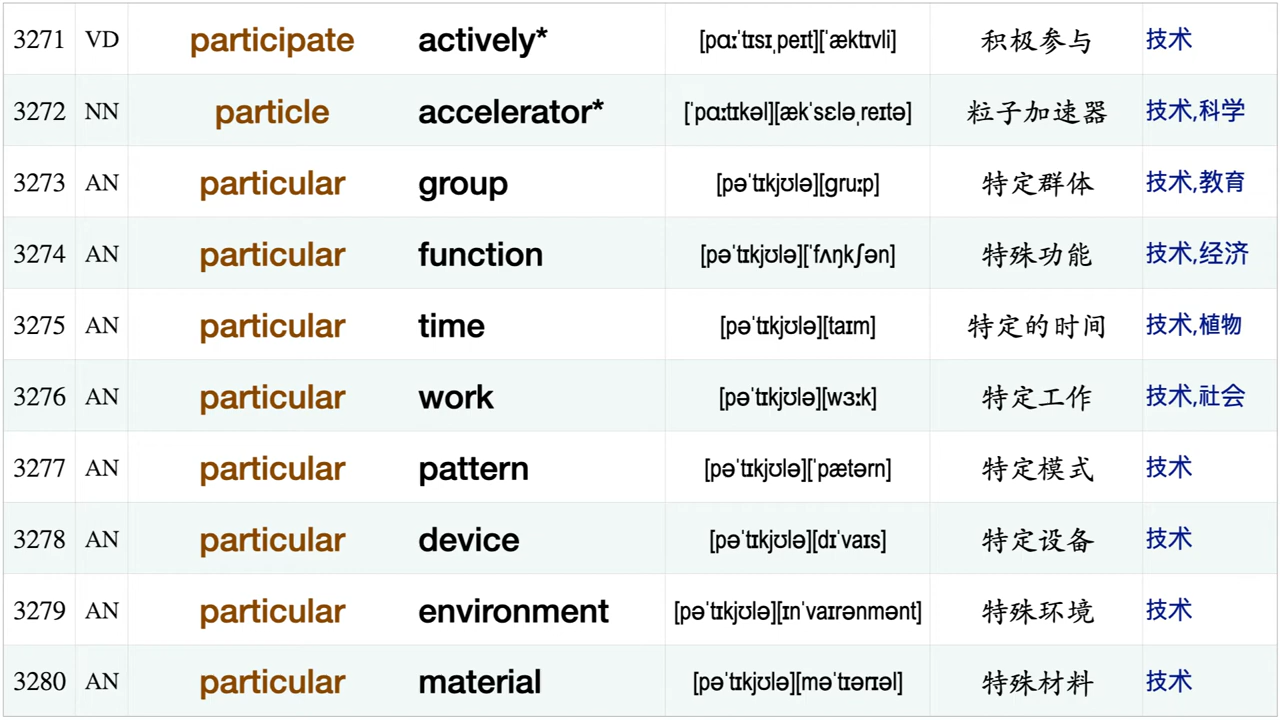 3271 VD participate actively* [pɑːˈtɪsɪˌpeɪt][ˈæktɪvli] 积极参与 技术
3272 NN particle accelerator* [ˈpɑːtɪkəl][ækˈsɛləˌreɪtə] 粒子加速器 技术,科学
3273 AN particular group [pəˈtɪkjʊlə][ɡruːp] 特定群体 技术,教育
3274 AN particular function [pəˈtɪkjʊlə][ˈfʌŋkʃən] 特殊功能 技术,经济
3275 AN particular time [pəˈtɪkjʊlə][taɪm] 特定的时间 技术,植物
3276 AN particular work [pəˈtɪkjʊlə][wɜːk] 特定工作 技术,社会
3277 AN particular pattern [pəˈtɪkjʊlə][ˈpætərn] 特定模式 技术
3278 AN particular device [pəˈtɪkjʊlə][dɪˈvaɪs] 特定设备 技术
3279 AN particular environment [pəˈtɪkjʊlə][ɪnˈvaɪrənmənt] 特殊环境 技术
3280 AN particular material [pəˈtɪkjʊlə][məˈtɪərɪəl] 特殊材料 技术